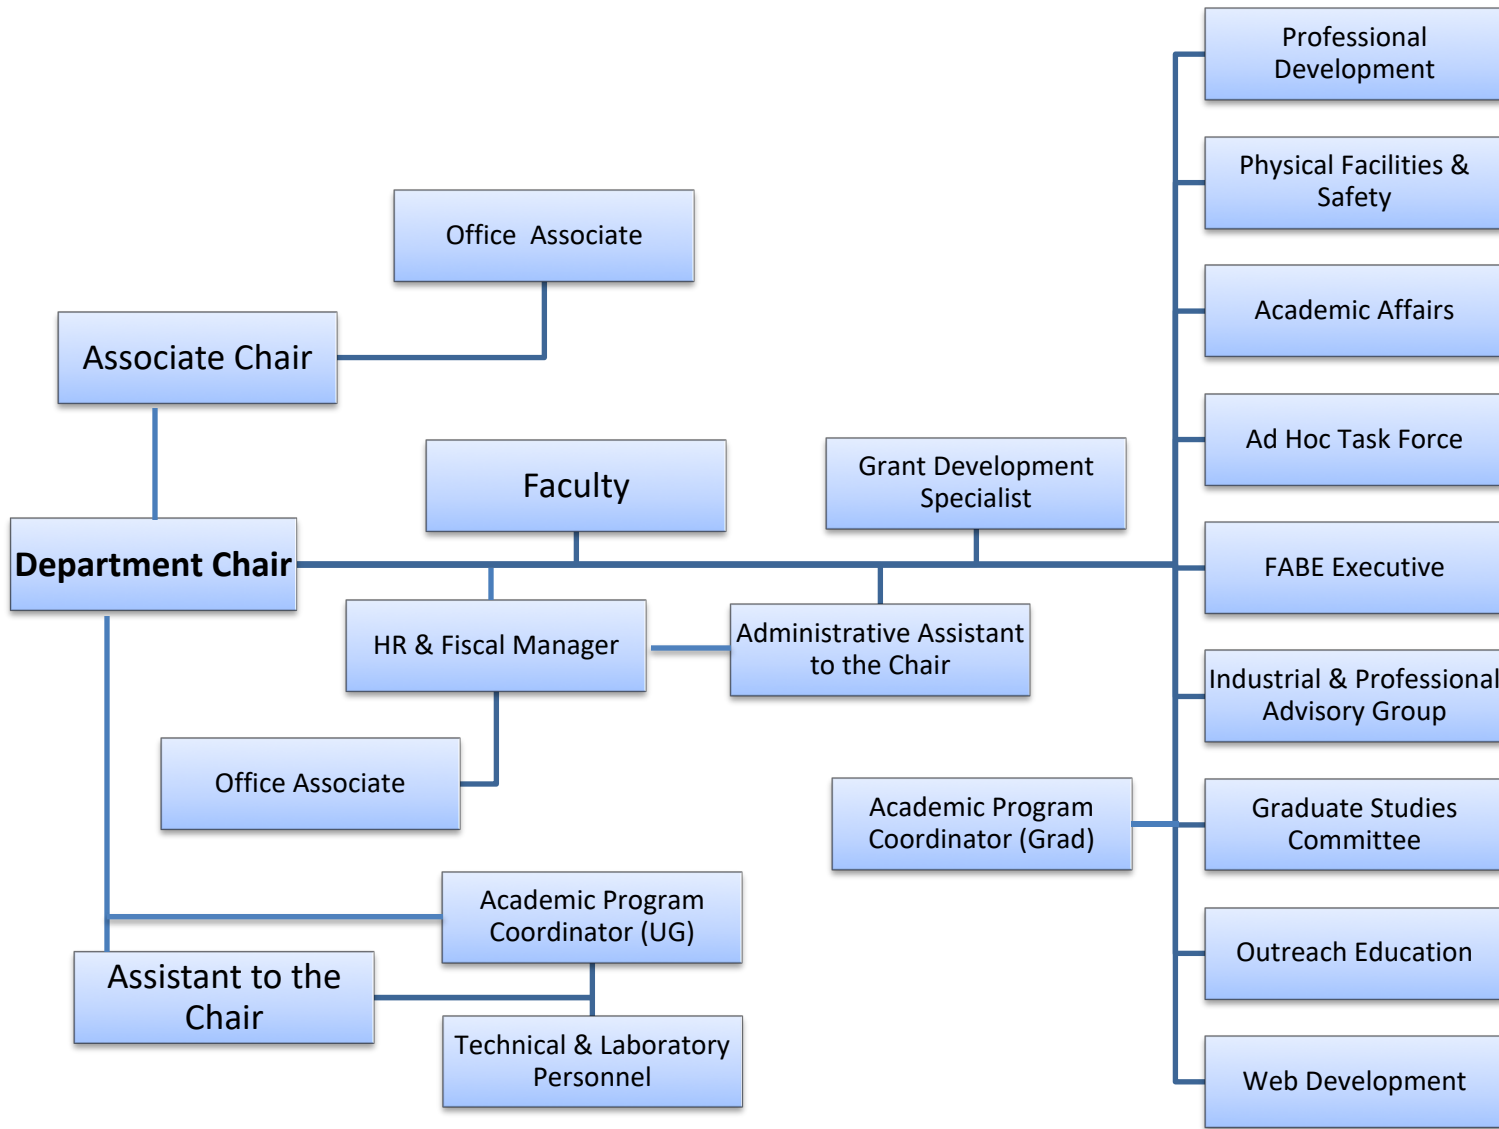 Professional
Development
Physical Facilities &
Safety
Office  Associate
Academic Affairs
Associate Chair
Ad Hoc Task Force
Faculty
Grant Development
Specialist
Department Chair
FABE Executive
HR & Fiscal Manager
Administrative Assistant
to the Chair
Industrial & Professional
Advisory Group
Office Associate
Academic Program
Coordinator (Grad)
Graduate Studies
Committee
Academic Program
Coordinator (UG)
Outreach Education
Assistant to the
Chair
Technical & Laboratory
Personnel
Web Development